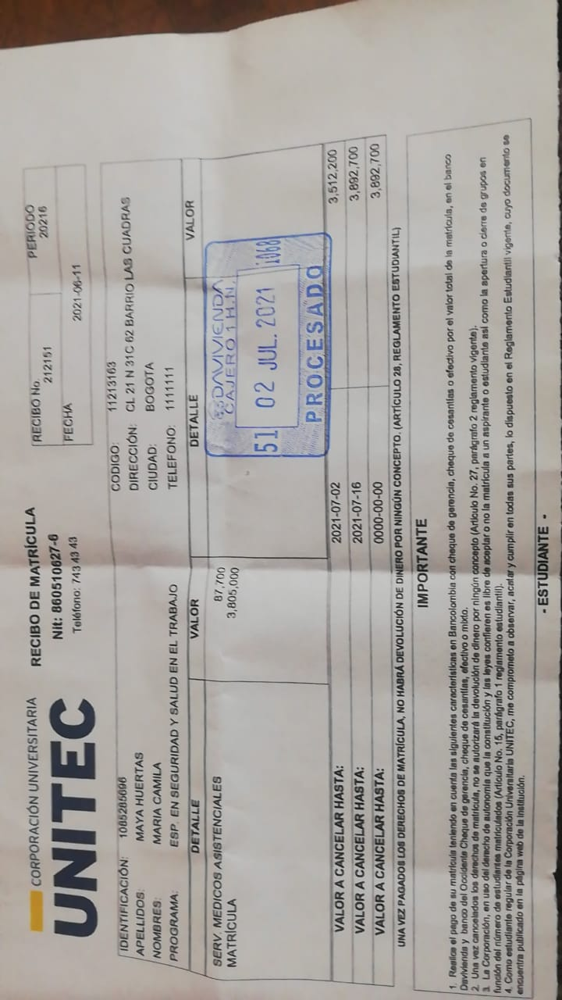 CORPORACIÓN UNIVERSITARIA
UNITEC
RECIBO DE MATRÍCULA
Nit: 860510627-6
Teléfono: 743 43 43
RECIBO No. 212151
PERIODO 20216
FECHA 2021-06-11
IDENTIFICACIÓN: 1085285696
APELLIDOS: MAYA HUERTAS
NOMBRES: MARIA CAMILA
PROGRAMA: ESP. EN SEGURIDAD Y SALUD EN EL TRABAJO
CODIGO: 11213163
DIRECCIÓN: CL 21 N 31C 62 BARRIO LAS CUADRAS
CIUDAD: BOGOTA
TELEFONO: 1111111
DETALLE VALOR DETALLE VALOR
SERV. MEDICOS ASISTENCIALES 87,700
MATRÍCULA 3,805,000
DAVIVIENDA
CAJERO 1 H.N.
51 02 JUL. 2021 1068
PROCESADO
VALOR A CANCELAR HASTA: 2021-07-02 3,512,200
VALOR A CANCELAR HASTA: 2021-07-16 3,892,700
VALOR A CANCELAR HASTA: 0000-00-00 3,892,700
UNA VEZ PAGADOS LOS DERECHOS DE MATRÍCULA, NO HABRÁ DEVOLUCIÓN DE DINERO POR NINGÚN CONCEPTO. (ARTÍCULO 28, REGLAMENTO ESTUDIANTIL)
IMPORTANTE
1. Realice el pago de su matrícula teniendo en cuenta las siguientes características en Bancolombia con cheque de gerencia, cheque de cesantías o efectivo por el valor total de la matrícula, en el banco
Davivienda y banco del Occidente Cheque de gerencia, cheque de cesantías, efectivo o mixto.
2. Una vez cancelados los derechos de matrícula, no se autorizará la devolución de dinero por ningún concepto (Artículo No. 27, parágrafo 2 reglamento vigente).
3. La Corporación, en uso del derecho de autonomía que la constitución y las leyes confieren es libre de aceptar o no la matrícula a un aspirante o estudiante así como la apertura o cierre de grupos en
función del número de estudiantes matriculados (Artículo No. 15, parágrafo 1 reglamento estudiantil).
4. Como estudiante regular de la Corporación Universitaria UNITEC, me comprometo a observar, acatar y cumplir en todas sus partes, lo dispuesto en el Reglamento Estudiantil vigente, cuyo documento se
encuentra publicado en la página web de la Institución.
- ESTUDIANTE -